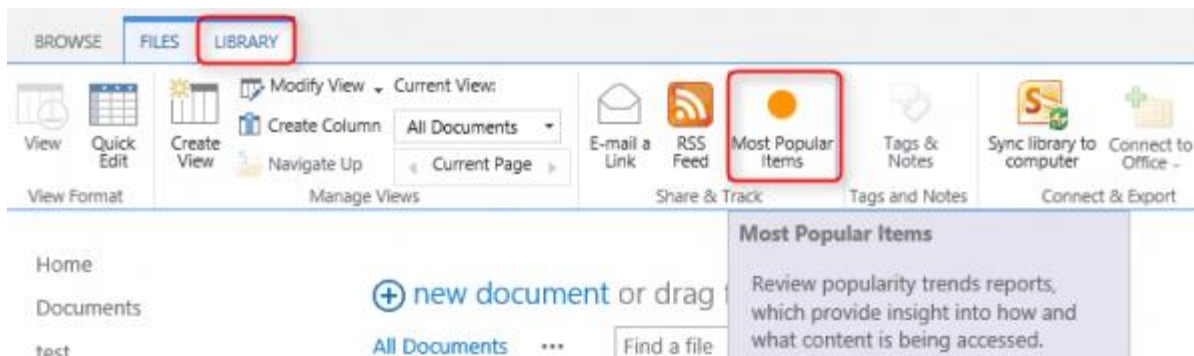 BROWSE FILES LIBRARY
View
Quick
Edit
Create
View
Modify View
Create Column
Navigate Up
Current View:
All Documents
Current Page
E-mail a
Link
RSS
Feed
Most Popular
Items
Tags &
Notes
Sync library to
computer
Connect to
Office
View Format
Manage Views
Share & Track
Tags and Notes
Connect & Export
Most Popular Items
Review popularity trends reports,
which provide insight into how and
what content is being accessed.
Home
Documents
test
new document or drag
All Documents ... Find a file